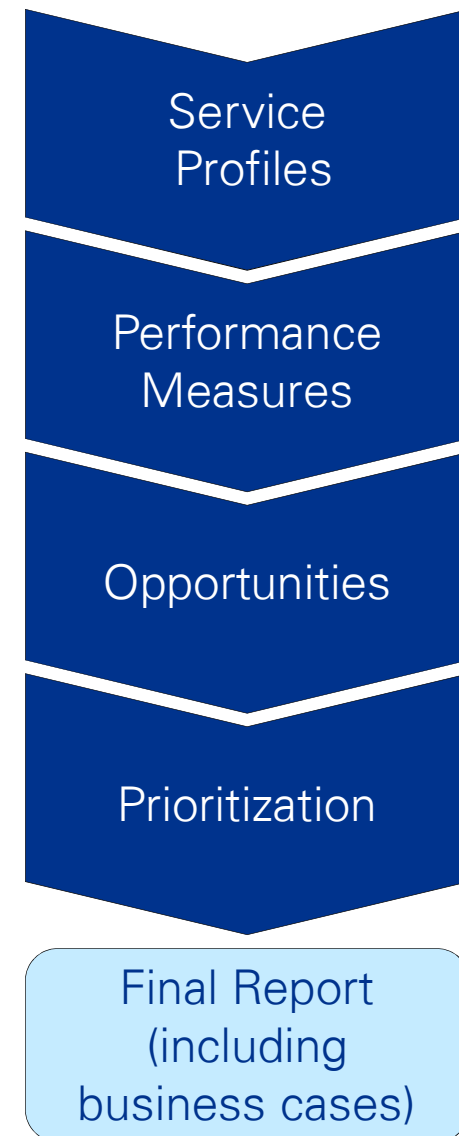 Service
Profiles
Performance
Measures
Opportunities
Prioritization
Final Report
(including
business cases)